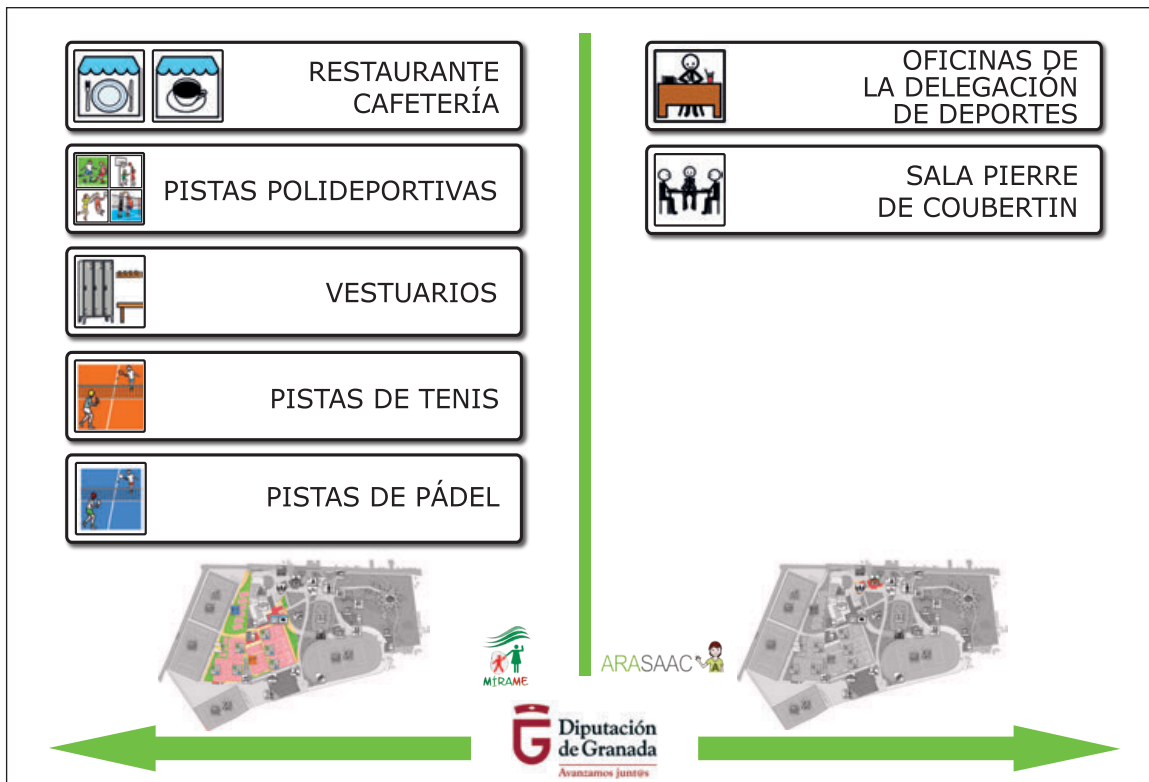 RESTAURANTE
CAFETERÍA
PISTAS POLIDEPORTIVAS
VESTUARIOS
PISTAS DE TENIS
PISTAS DE PÁDEL
OFICINAS DE
LA DELEGACIÓN
DE DEPORTES
SALA PIERRE
DE COUBERTIN
MÍRAME
ARASAAC
Diputación
de Granada
Avanzamos junt@s